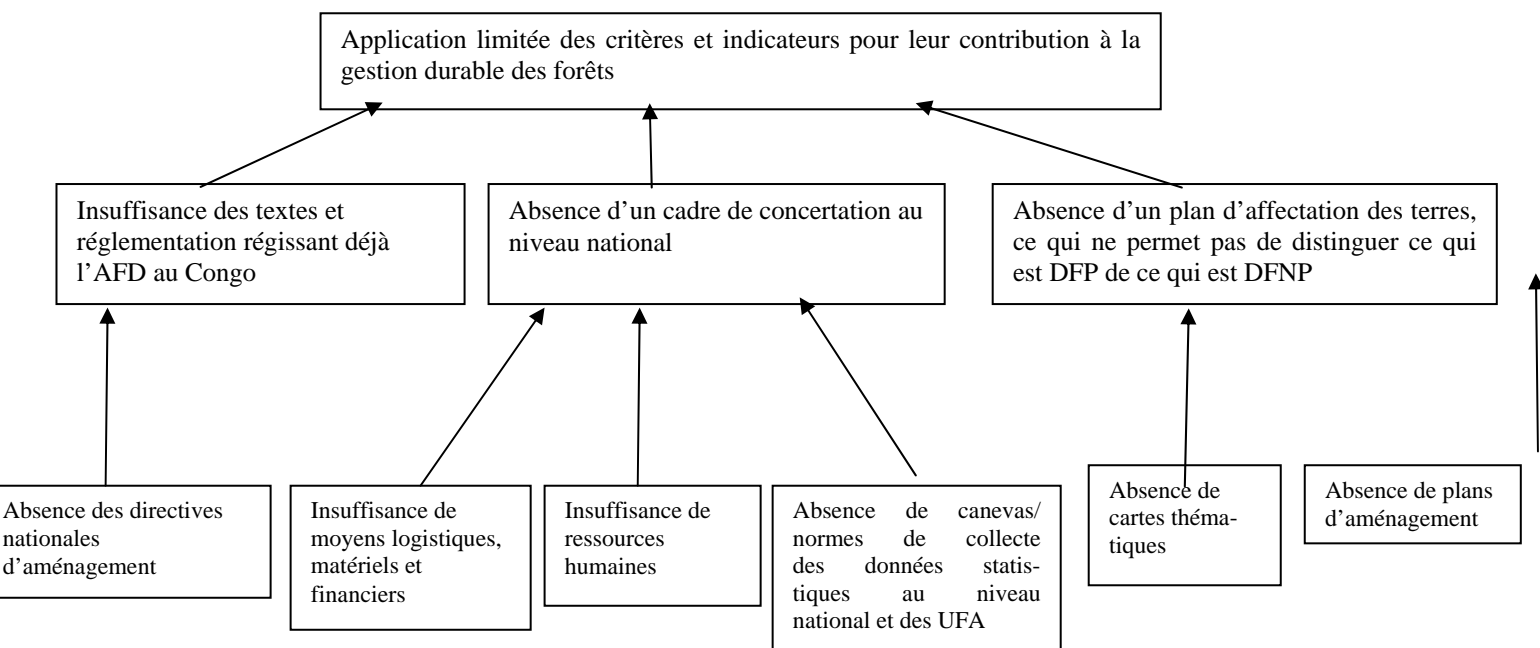 Application limitée des critères et indicateurs pour leur contribution à la
gestion durable des forêts
Insuffisance des textes et
réglementation régissant déjà
l’AFD au Congo
Absence d’un cadre de concertation au
niveau national
Absence d’un plan d’affectation des terres,
ce qui ne permet pas de distinguer ce qui
est DFP de ce qui est DFNP
Absence des directives
nationales
d’aménagement
Insuffisance de
moyens logistiques,
matériels et
financiers
Insuffisance de
ressources
humaines
Absence de canevas/
normes de collecte
des données statis-
tiques au niveau
national et des UFA
Absence de
cartes théma-
tiques
Absence de plans
d’aménagement